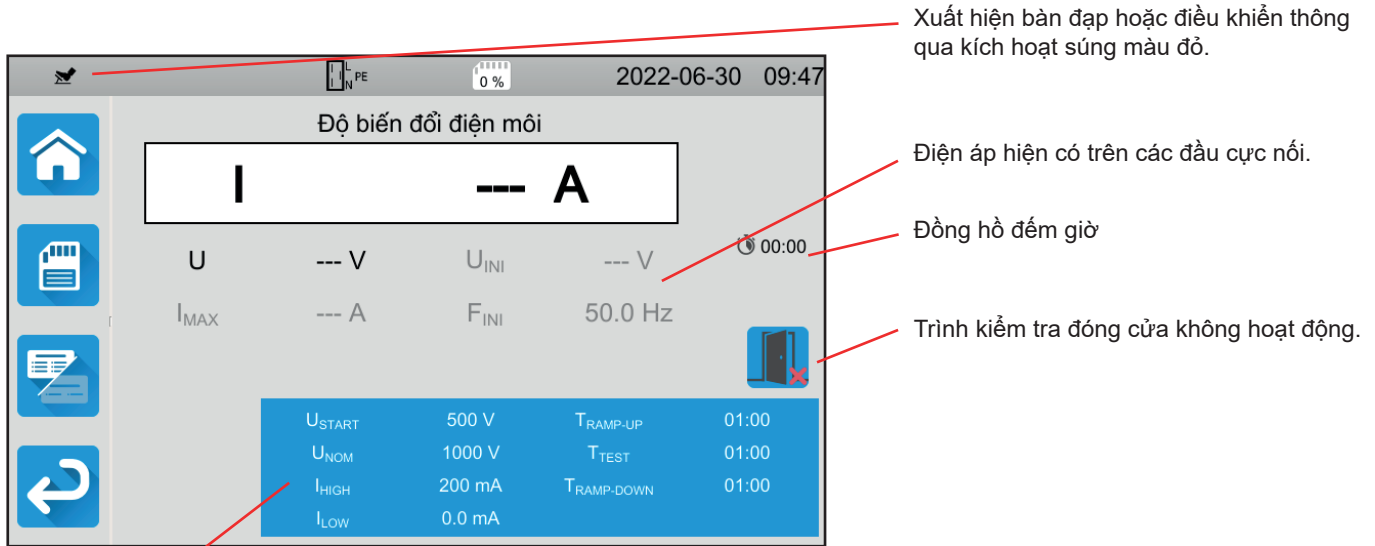 Xuất hiện bàn đạp hoặc điều khiển thông
qua kích hoạt súng màu đỏ.
L
N PE
0 %
2022-06-30 09:47
Độ biến đổi điện môi
I --- A
Điện áp hiện có trên các đầu cực nối.
Đồng hồ đếm giờ
00:00
U --- V UINI --- V
IMAX --- A FINI 50.0 Hz
Trình kiểm tra đóng cửa không hoạt động.
USTART 500 V TRAMP-UP 01:00
UNOM 1000 V TTEST 01:00
IHIGH 200 mA TRAMP-DOWN 01:00
ILOW 0.0 mA